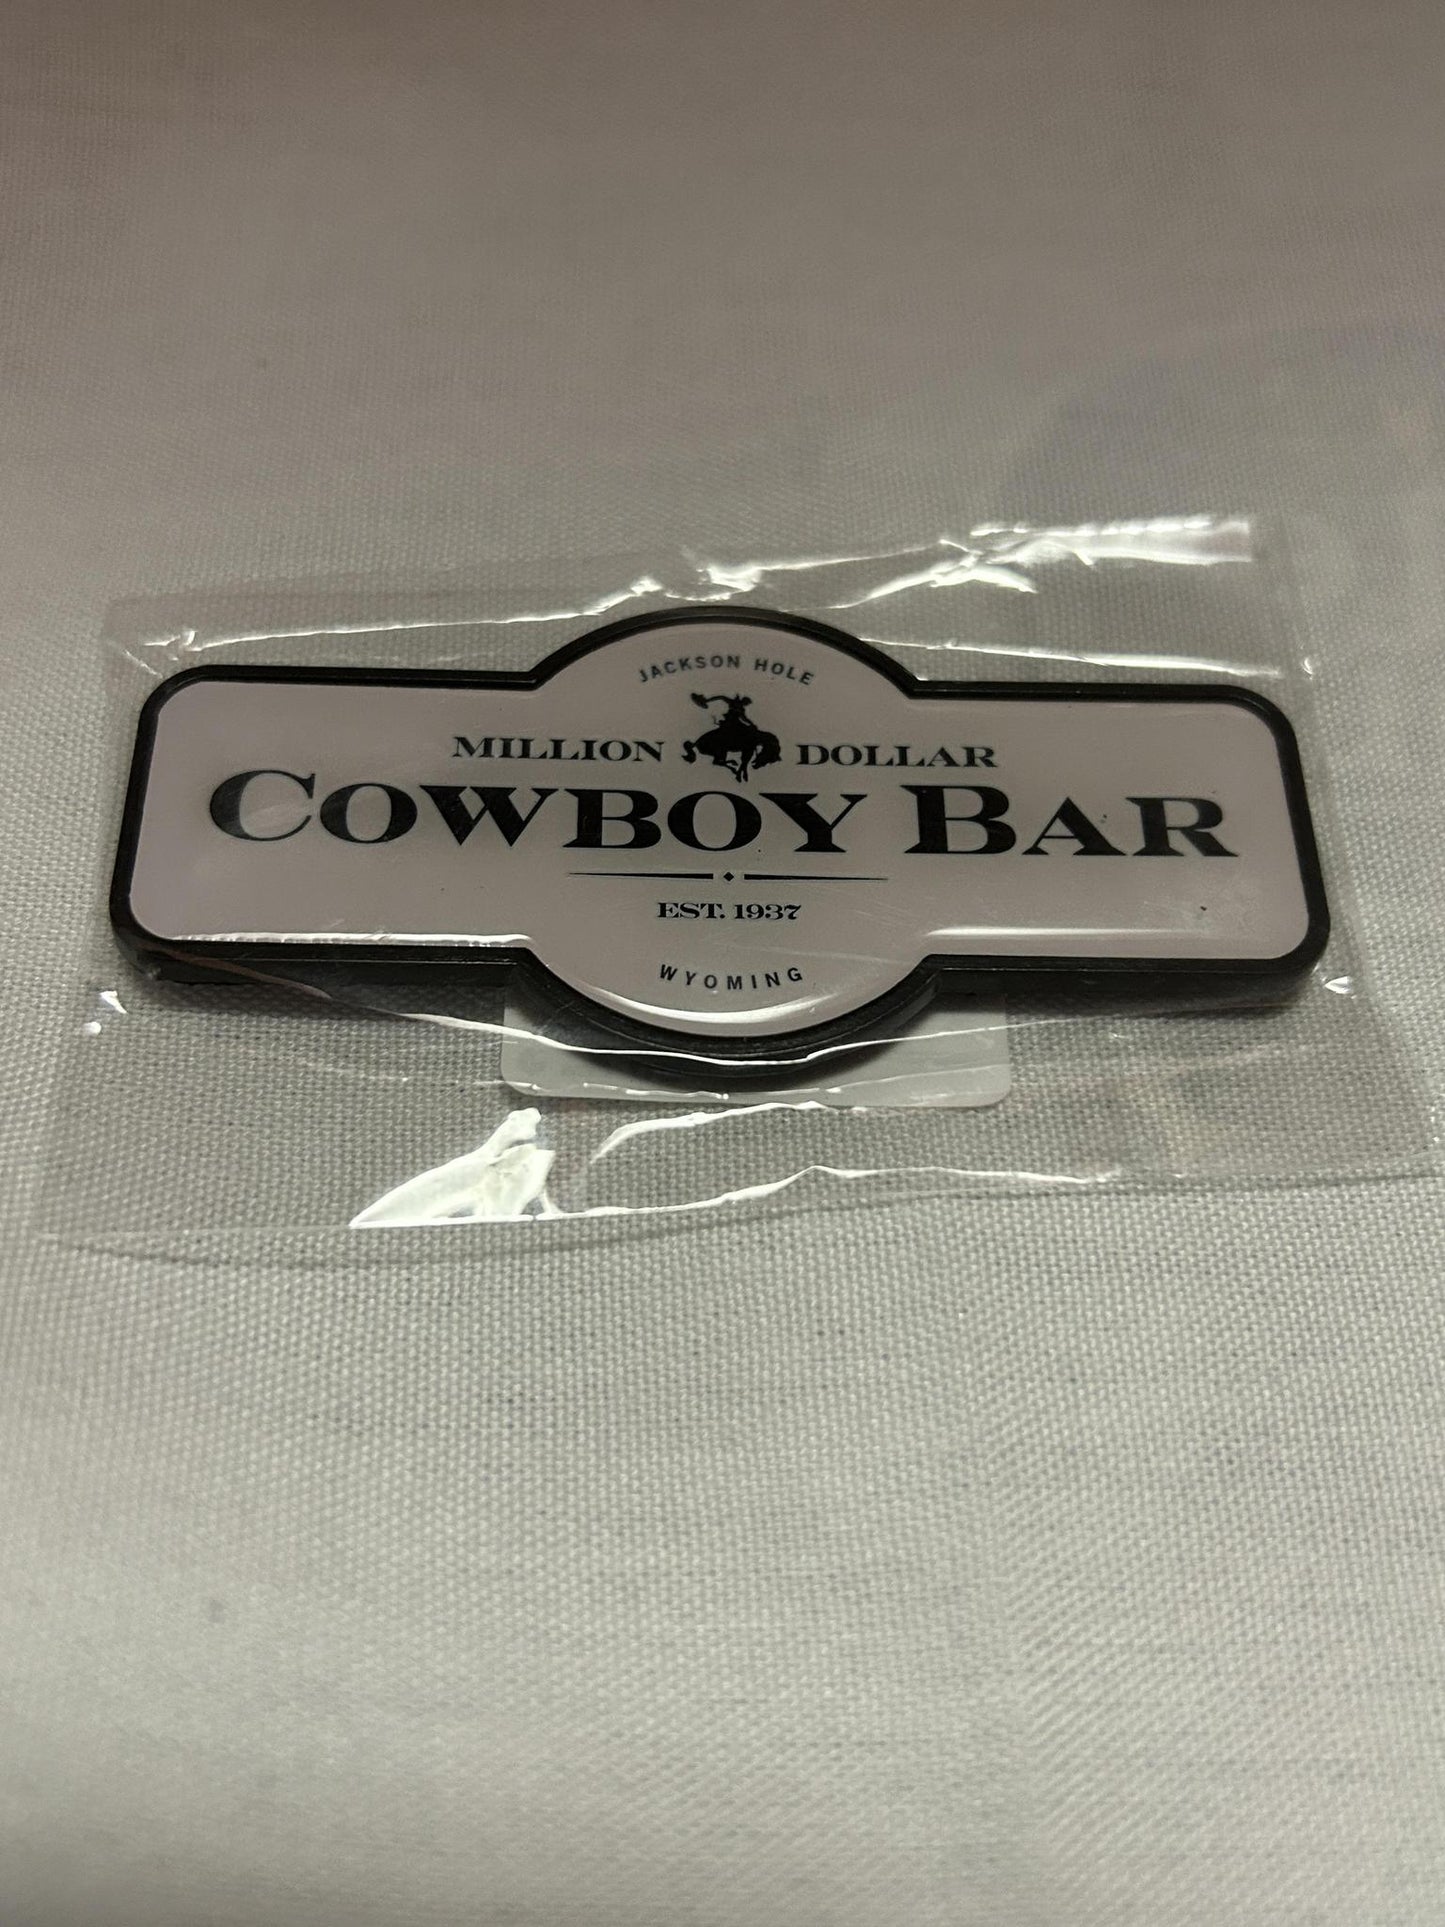 JACKSON HOLE
MILLION DOLLAR
COWBOY BAR
EST. 1937
WYOMING